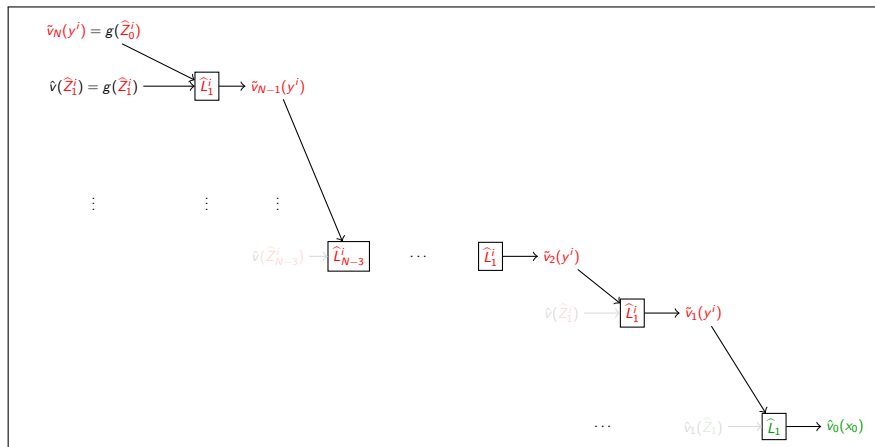 ṽ_N(y^i) = g(Ẑ_0^i)
v̂(Ẑ_1^i) = g(Ẑ_1^i) L̂_1^i ṽ_{N−1}(y^i)
⋮ ⋮ ⋮
v̂(Ẑ_{N−3}^i) L̂_{N−3}^i ⋯ L̂_1^i ṽ_2(y^i)
v̂(Ẑ_1^i) L̂_1^i ṽ_1(y^i)
⋯ v̂_1(Ẑ_1) L̂_1 v̂_0(x_0)